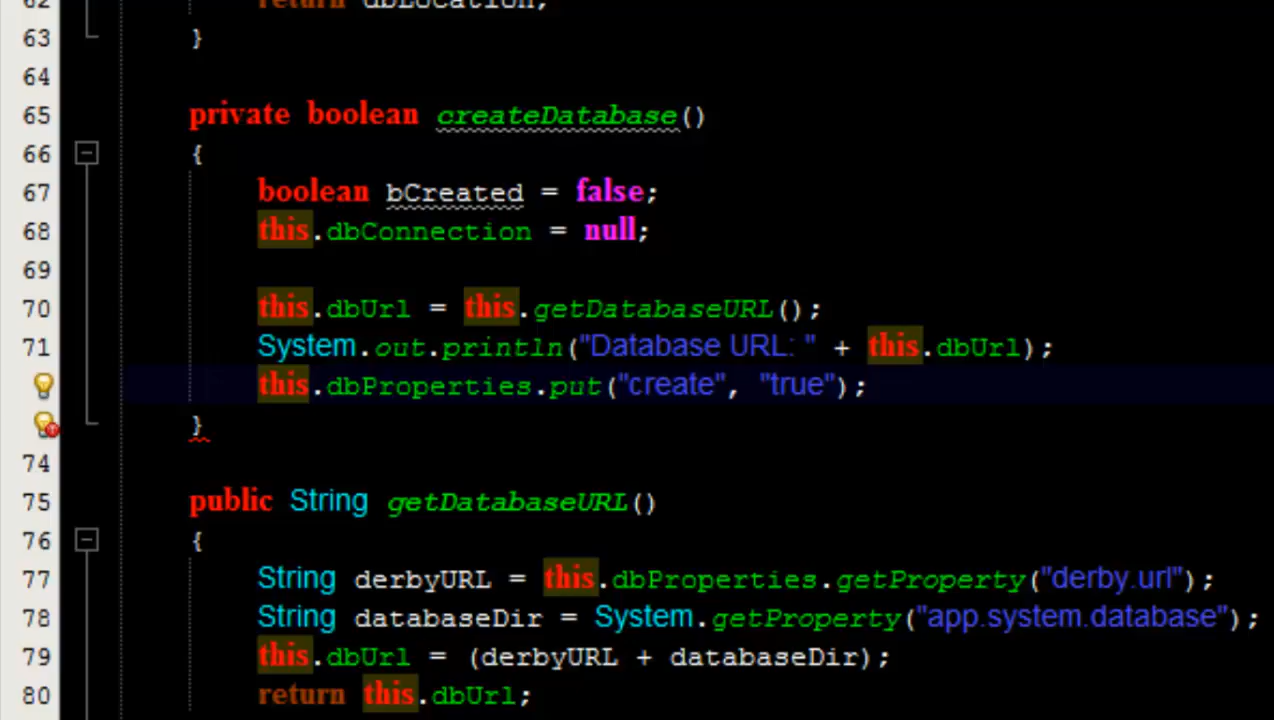 62 return dbLocation;
63 }
64
65 private boolean createDatabase()
66 {
67 boolean bCreated = false;
68 this.dbConnection = null;
69
70 this.dbUrl = this.getDatabaseURL();
71 System.out.println("Database URL: " + this.dbUrl);
this.dbProperties.put("create", "true");
}
74
75 public String getDatabaseURL()
76 {
77 String derbyURL = this.dbProperties.getProperty("derby.url");
78 String databaseDir = System.getProperty("app.system.database");
79 this.dbUrl = (derbyURL + databaseDir);
80 return this.dbUrl;